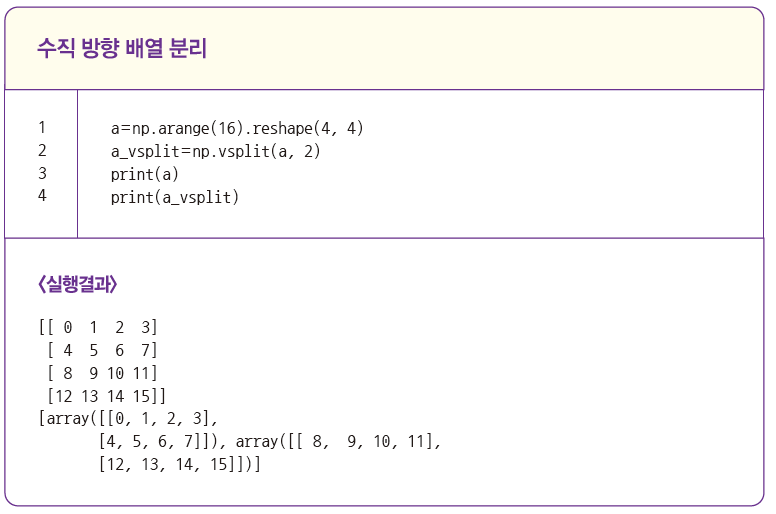 수직 방향 배열 분리
1 a=np.arange(16).reshape(4, 4)
2 a_vsplit=np.vsplit(a, 2)
3 print(a)
4 print(a_vsplit)
〈실행결과〉
[[ 0  1  2  3]
 [ 4  5  6  7]
 [ 8  9 10 11]
 [12 13 14 15]]
[array([[0, 1, 2, 3],
       [4, 5, 6, 7]]), array([[ 8,  9, 10, 11],
       [12, 13, 14, 15]])]